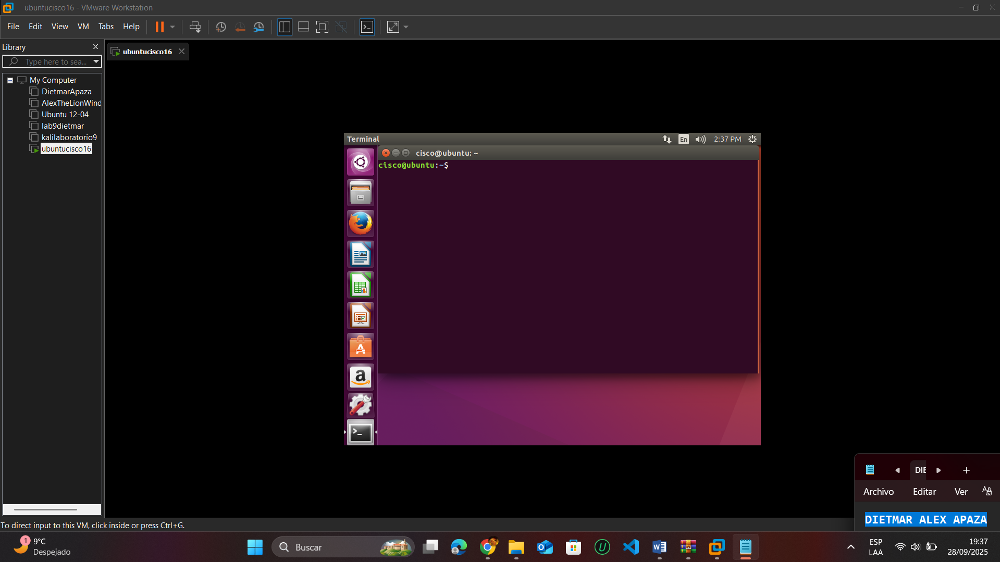 ubuntucisco16 - VMware Workstation
File Edit View VM Tabs Help
Library
ubuntucisco16
Type here to sea...
My Computer
DietmarApaza
AlexTheLionWind
Ubuntu 12-04
lab9dietmar
kalilaboratorio9
ubuntucisco16
Terminal
En
2:37 PM
cisco@ubuntu: ~
cisco@ubuntu:~$
DIE
Archivo Editar Ver
DIETMAR ALEX APAZA
To direct input to this VM, click inside or press Ctrl+G.
1
9°C
Despejado
Buscar
ESP
LAA
19:37
28/09/2025